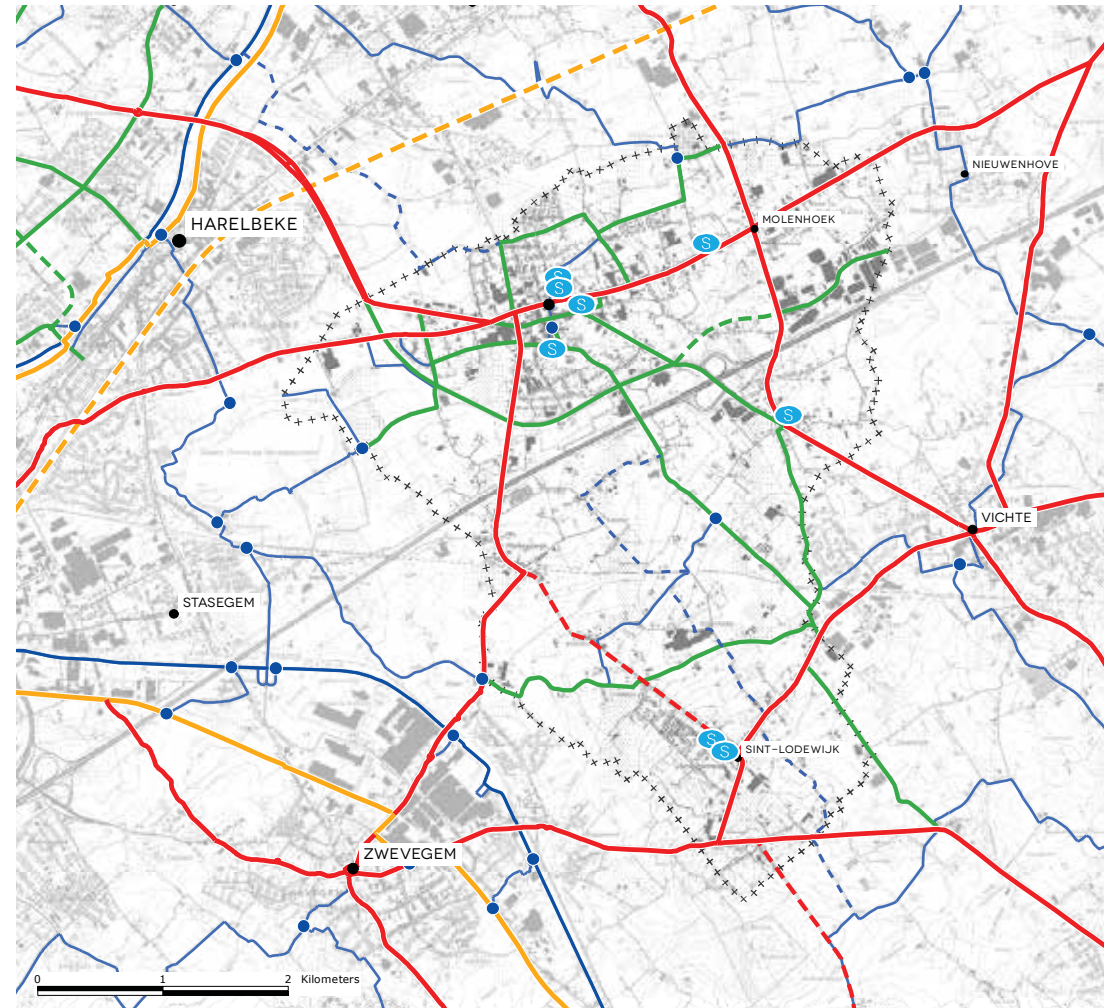 NIEUWENHOVE
MOLENHOEK
HARELBEKE
S
S
S
S
S
S
VICHTE
STASEGEM
S
S
SINT-LODEWIJK
ZWEVEGEM
0 1 2 Kilometers